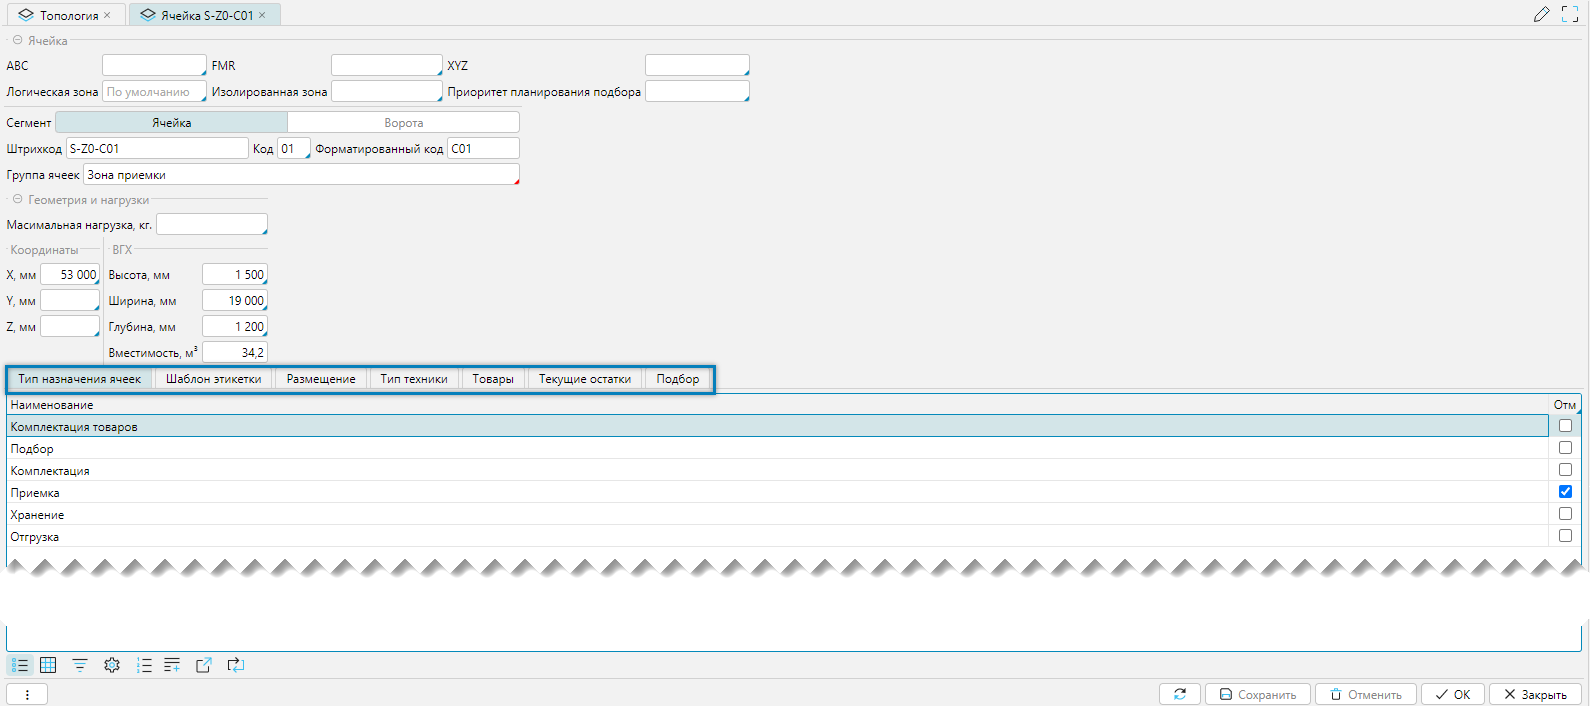 Топология × Ячейка S-Z0-C01 ×
Ячейка
ABC FMR XYZ
Логическая зона По умолчанию Изолированная зона Приоритет планирования подбора
Сегмент Ячейка Ворота
Штрихкод S-Z0-C01 Код 01 Форматированный код C01
Группа ячеек Зона приемки
Геометрия и нагрузки
Масимальная нагрузка, кг.
Координаты ВГХ
X, мм 53 000 Высота, мм 1 500
Y, мм Ширина, мм 19 000
Z, мм Глубина, мм 1 200
Вместимость, м³ 34,2
Тип назначения ячеек Шаблон этикетки Размещение Тип техники Товары Текущие остатки Подбор
Наименование Отм
Комплектация товаров
Подбор
Комплектация
Приемка
Хранение
Отгрузка
Сохранить Отменить OK Закрыть